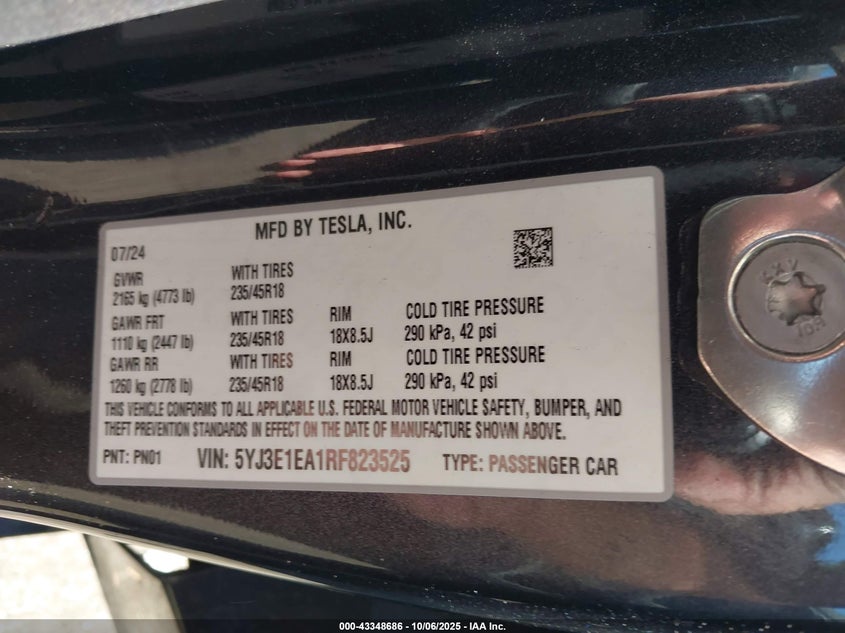 MFD BY TESLA, INC.
07/24
GVWR WITH TIRES
2165 kg (4773 lb) 235/45R18
GAWR FRT WITH TIRES RIM COLD TIRE PRESSURE
1110 kg (2447 lb) 235/45R18 18X8.5J 290 kPa, 42 psi
GAWR RR WITH TIRES RIM COLD TIRE PRESSURE
1260 kg (2778 lb) 235/45R18 18X8.5J 290 kPa, 42 psi
THIS VEHICLE CONFORMS TO ALL APPLICABLE U.S. FEDERAL MOTOR VEHICLE SAFETY, BUMPER, AND
THEFT PREVENTION STANDARDS IN EFFECT ON THE DATE OF MANUFACTURE SHOWN ABOVE.
PNT: PN01 VIN: 5YJ3E1EA1RF823525 TYPE: PASSENGER CAR
000-43348686 - 10/06/2025 - IAA Inc.